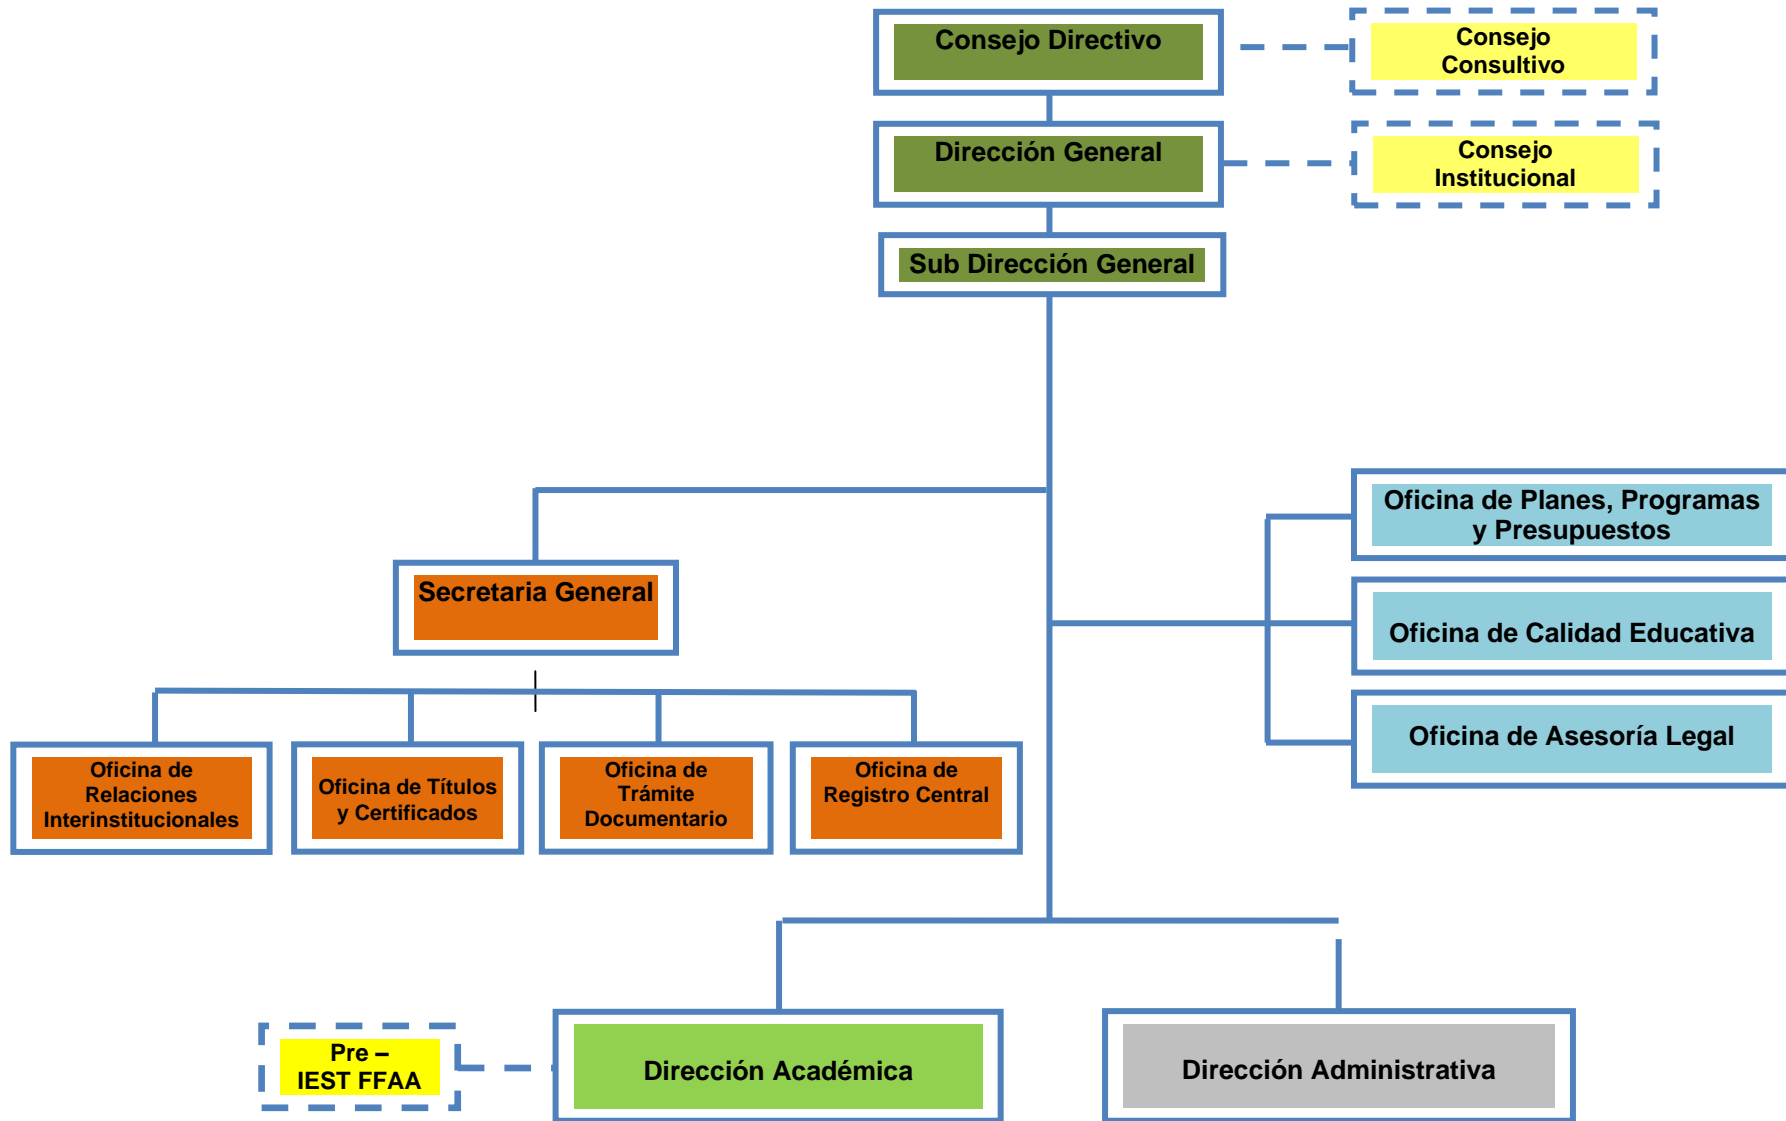 Consejo Directivo
Consejo
Consultivo
Dirección General
Consejo
Institucional
Sub Dirección General
Oficina de Planes, Programas
y Presupuestos
Secretaria General
Oficina de Calidad Educativa
Oficina de Asesoría Legal
Oficina de
Relaciones
Interinstitucionales
Oficina de Títulos
y Certificados
Oficina de
Trámite
Documentario
Oficina de
Registro Central
Pre –
IEST FFAA
Dirección Académica
Dirección Administrativa